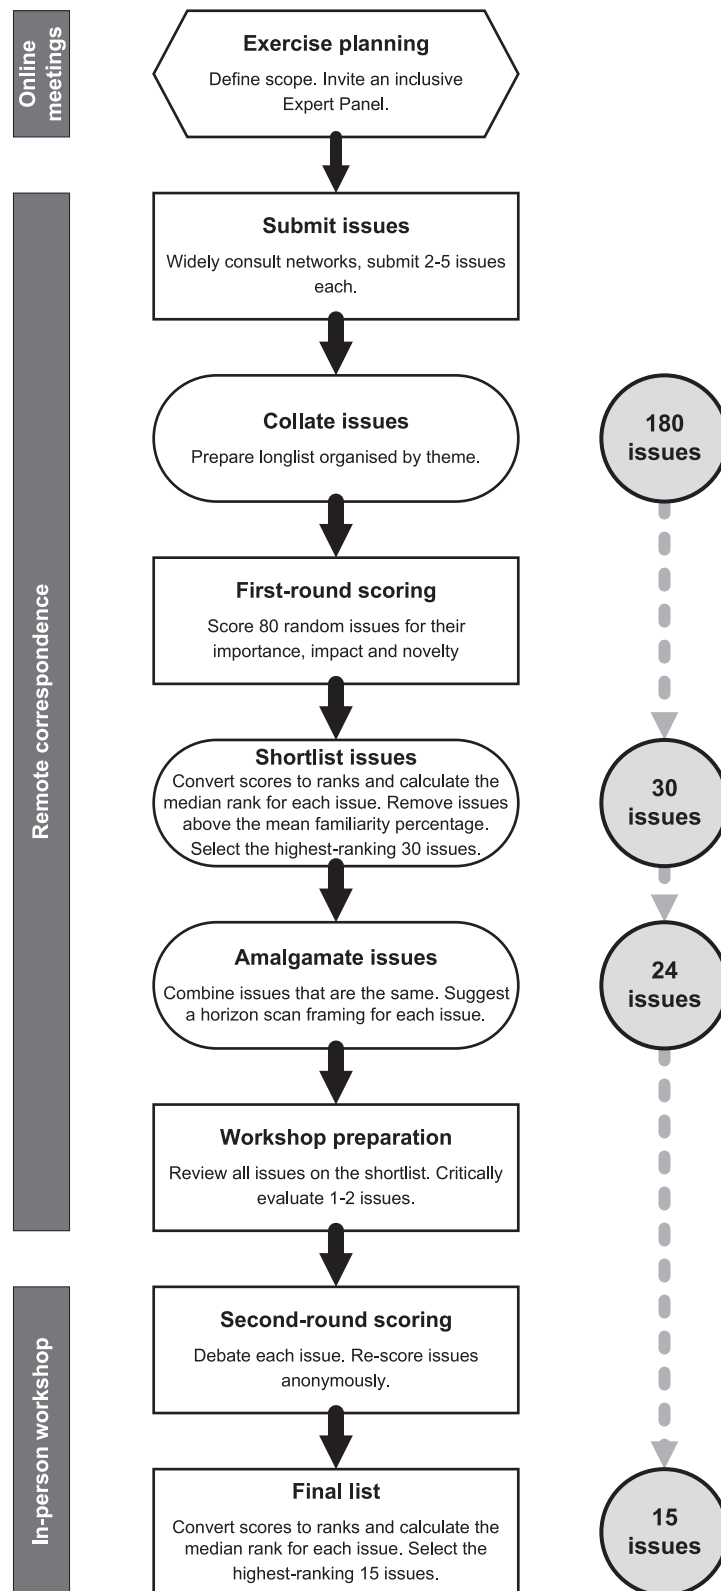 Online
meetings
Exercise planning
Define scope. Invite an inclusive
Expert Panel.
Remote correspondence
Submit issues
Widely consult networks, submit 2-5 issues
each.
Collate issues
Prepare longlist organised by theme.
180
issues
First-round scoring
Score 80 random issues for their
importance, impact and novelty
Shortlist issues
Convert scores to ranks and calculate the
median rank for each issue. Remove issues
above the mean familiarity percentage.
Select the highest-ranking 30 issues.
30
issues
Amalgamate issues
Combine issues that are the same. Suggest
a horizon scan framing for each issue.
24
issues
Workshop preparation
Review all issues on the shortlist. Critically
evaluate 1-2 issues.
In-person workshop
Second-round scoring
Debate each issue. Re-score issues
anonymously.
Final list
Convert scores to ranks and calculate the
median rank for each issue. Select the
highest-ranking 15 issues.
15
issues